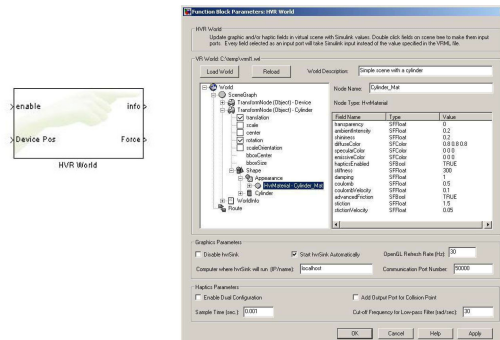 Function Block Parameters: HVR World
HVR World
Update graphic and/or haptic fields in virtual scene with Simulink values. Double click fields on scene tree to make them input
ports. Every field selected as an input port will take Simulink input instead of the value specified in the VRML file.
Load World
Reload
World Description:
Simple scene with a cylinder
World
SceneGraph
TransformNode (Object) - Device
TransformNode (Object) - Cylinder
translation
scale
center
rotation
scaleOrientation
bboxCenter
bboxSize
Shape
Appearance
HvrMaterial - Cylinder_Mat
Cylinder
WorldInfo
Route
Node Name:
Cylinder_Mat
Node Type: HvrMaterial
Field Name Type Value
transparency SFFloat 0
ambientIntensity SFFloat 0.2
shininess SFFloat 0.2
diffuseColor SFColor 0.8 0.8 0.8
specularColor SFColor 0 0 0
emissiveColor SFColor 0 0 0
hapticsEnabled SFBool TRUE
stiffness SFFloat 300
damping SFFloat 1
coulomb SFFloat 0.5
coulombVelocity SFFloat 0.1
advancedFriction SFBool TRUE
stiction SFFloat 1.5
stictionVelocity SFFloat 0.05
enable
info
Device Pos
Force
HVR World
Graphics Parameters
Disable hvrSink
Start hvrSink Automatically
OpenGL Refresh Rate (Hz):
30
Computer where hvrSink will run (IP/name):
localhost
Communication Port Number:
50000
Haptics Parameters
Enable Dual Configuration
Add Output Port for Collision Point
Sample Time (sec.):
0.001
Cut-off Frequency for Low-pass Filter (rad/sec):
30
OK
Cancel
Help
Apply